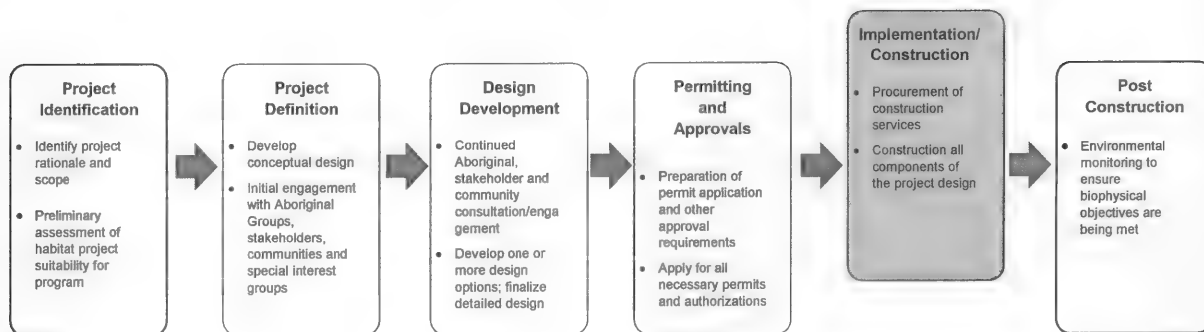 Project
Identification
• Identify project
rationale and
scope
• Preliminary
assessment of
habitat project
suitability for
program
Project
Definition
• Develop
conceptual design
• Initial engagement
with Aboriginal
Groups,
stakeholders,
communities and
special interest
groups
Design
Development
• Continued
Aboriginal,
stakeholder and
community
consultation/enga
gement
• Develop one or
more design
options; finalize
detailed design
Permitting
and
Approvals
• Preparation of
permit application
and other
approval
requirements
• Apply for all
necessary permits
and authorizations
Implementation/
Construction
• Procurement of
construction
services
• Construction all
components of
the project design
Post
Construction
• Environmental
monitoring to
ensure
biophysical
objectives are
being met